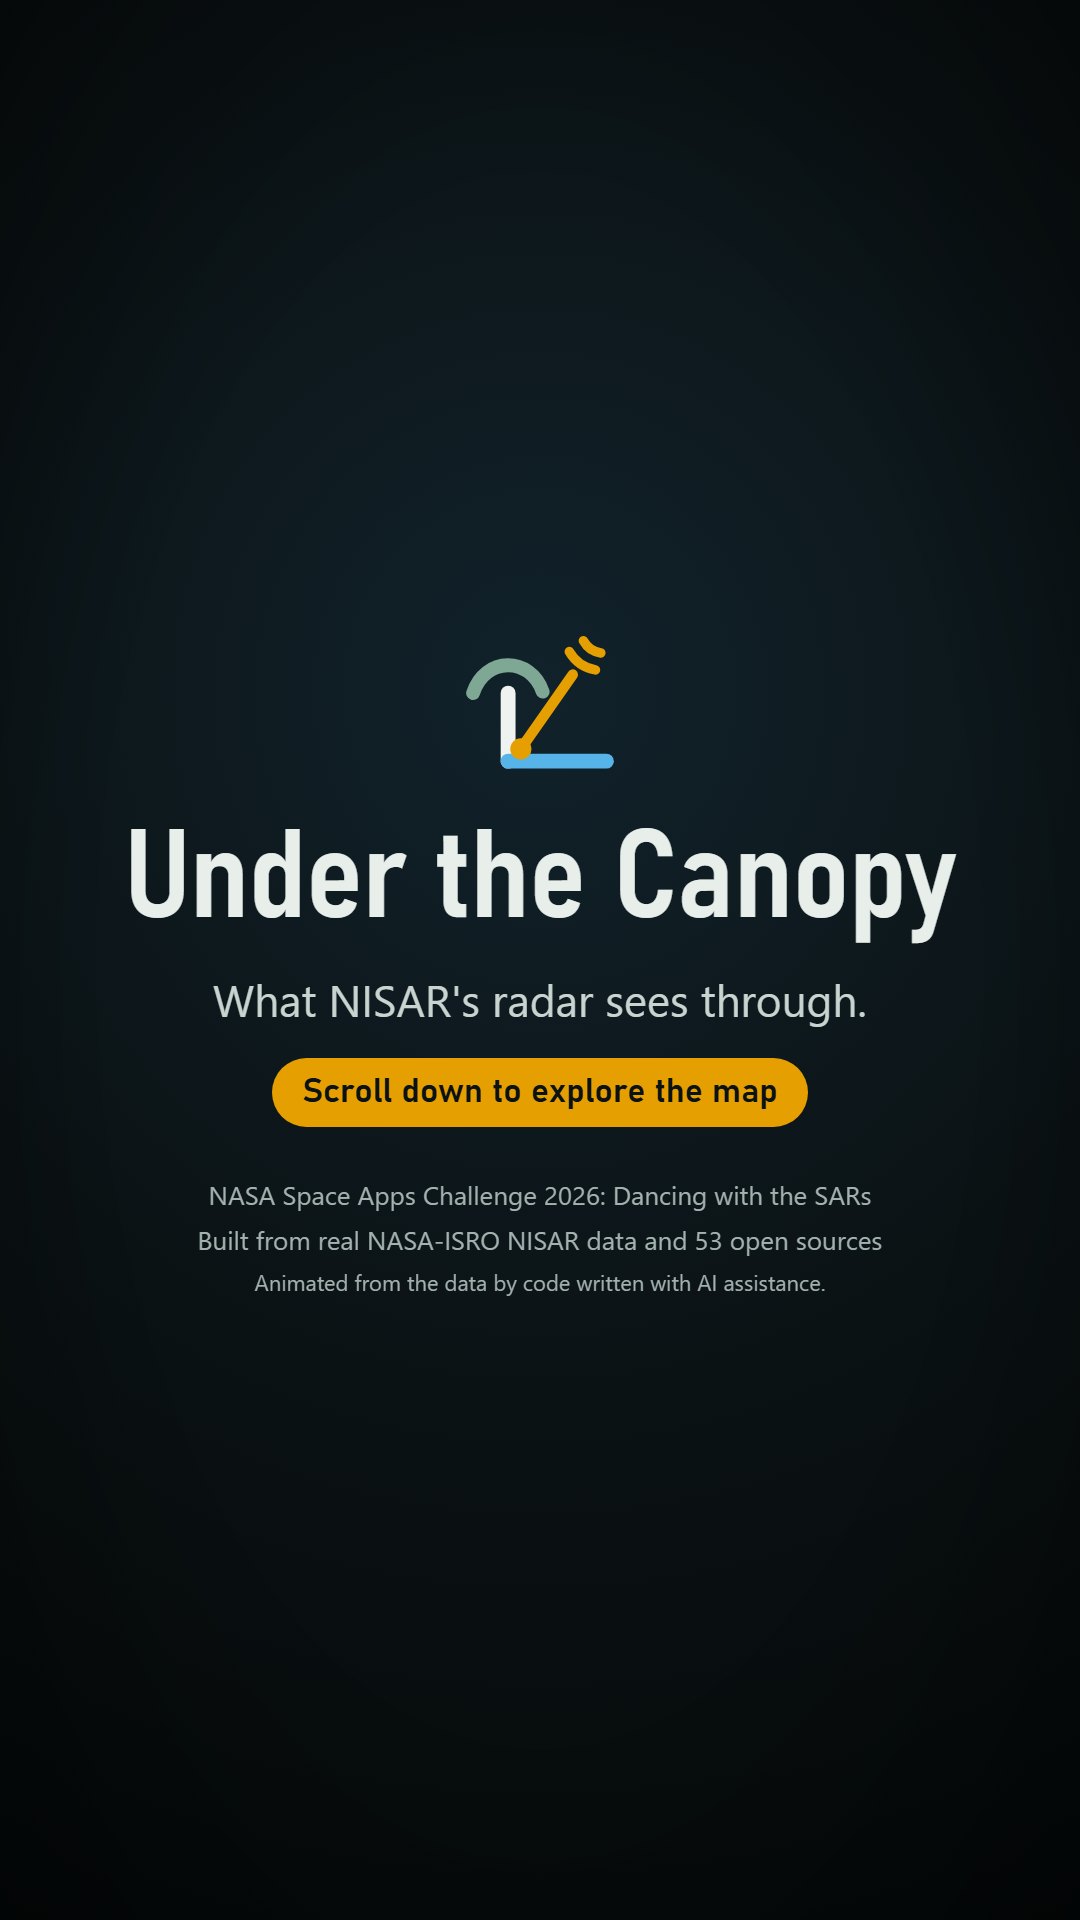 Under the Canopy
What NISAR's radar sees through.
Scroll down to explore the map
NASA Space Apps Challenge 2026: Dancing with the SARs
Built from real NASA-ISRO NISAR data and 53 open sources
Animated from the data by code written with AI assistance.